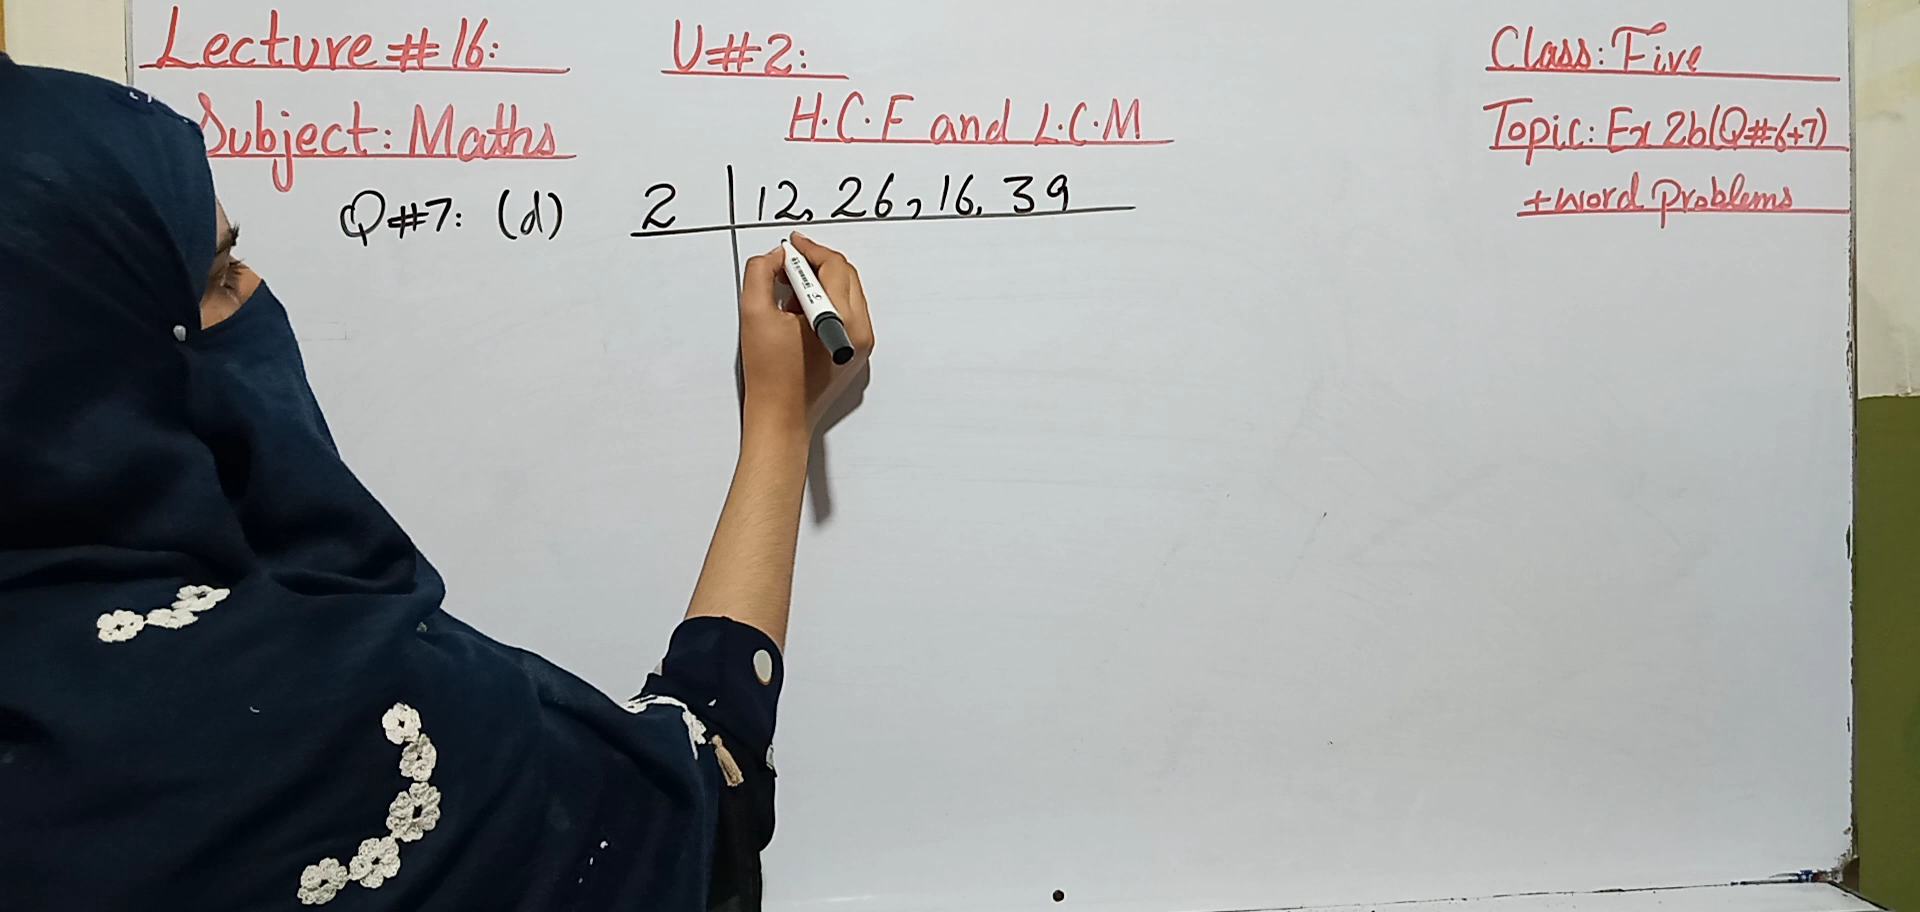 Lecture #16:
U#2:
Class: Five
Subject: Maths
H.C.F and L.C.M
Topic: Ex 2b(Q#6+7)
+word problems
Q#7: (d) 2 | 12, 26, 16, 39